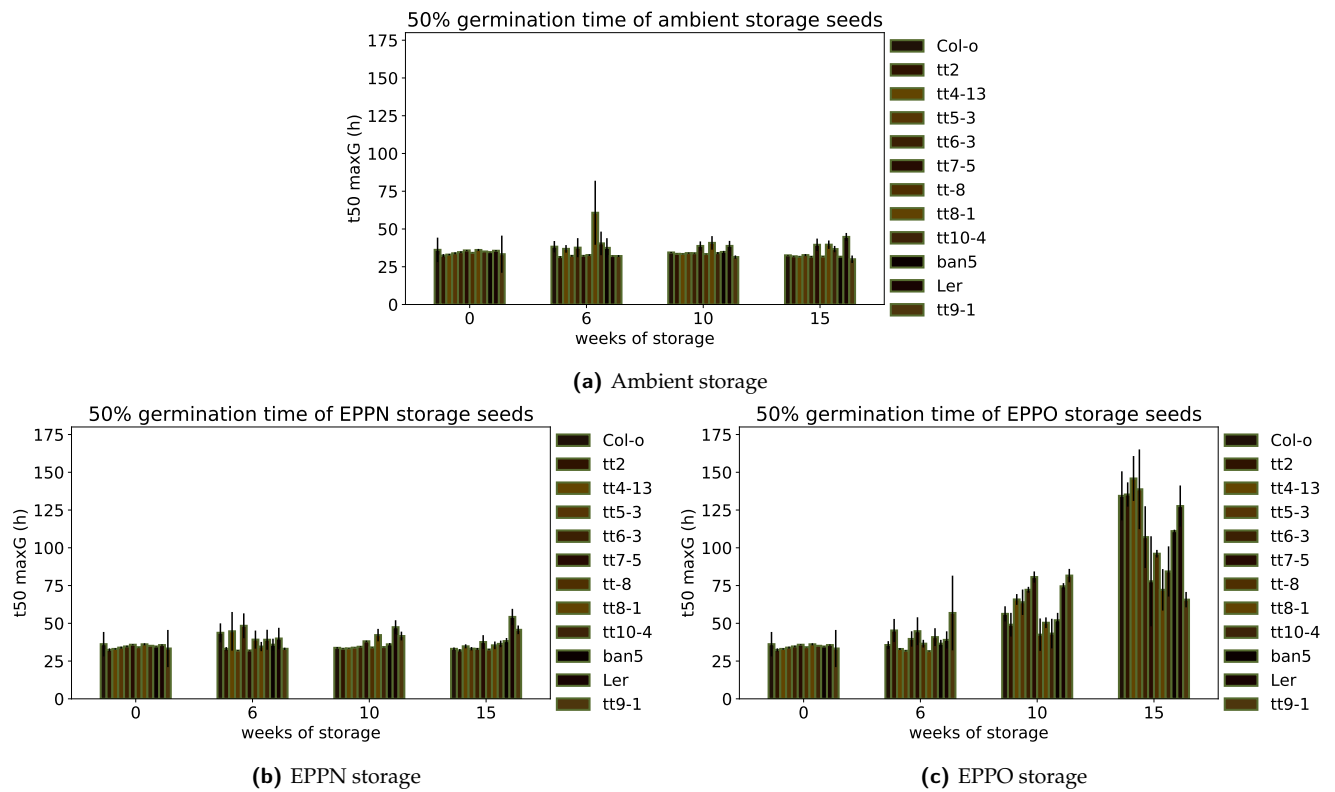 50% germination time of ambient storage seeds
175
150
125
100
75
50
25
0
t50 maxG (h)
0 6 10 15
weeks of storage
Col-o
tt2
tt4-13
tt5-3
tt6-3
tt7-5
tt-8
tt8-1
tt10-4
ban5
Ler
tt9-1
(a) Ambient storage
50% germination time of EPPN storage seeds
175
150
125
100
75
50
25
0
t50 maxG (h)
0 6 10 15
weeks of storage
Col-o
tt2
tt4-13
tt5-3
tt6-3
tt7-5
tt-8
tt8-1
tt10-4
ban5
Ler
tt9-1
(b) EPPN storage
50% germination time of EPPO storage seeds
175
150
125
100
75
50
25
0
t50 maxG (h)
0 6 10 15
weeks of storage
Col-o
tt2
tt4-13
tt5-3
tt6-3
tt7-5
tt-8
tt8-1
tt10-4
ban5
Ler
tt9-1
(c) EPPO storage